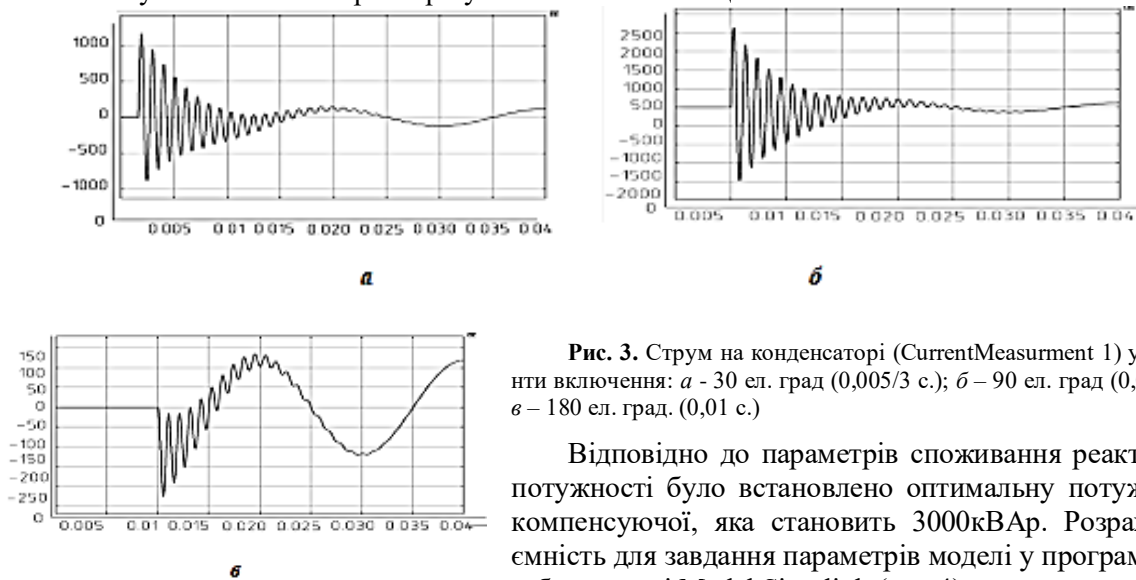 1000
500
0
-500
-1000
0
0.005 0.01 0.015 0.020 0.025 0.030 0.035 0.04
а
2500
2000
1500
1000
500
0
-500
-1000
-1500
-2000
0
0.005 0.01 0.015 0.020 0.025 0.030 0.035 0.04
б
150
100
50
0
-50
-100
-150
-200
-250
0
0.005 0.01 0.015 0.020 0.025 0.030 0.035 0.04
в
Рис. 3. Струм на конденсаторі (CurrentMeasurment 1) у
нти включення: а - 30 ел. град (0,005/3 с.); б – 90 ел. град (0,
в – 180 ел. град. (0,01 с.)
Відповідно до параметрів споживання реакт
потужності було встановлено оптимальну потуж
компенсуючої, яка становить 3000кВАр. Розрах
ємність для завдання параметрів моделі у програм